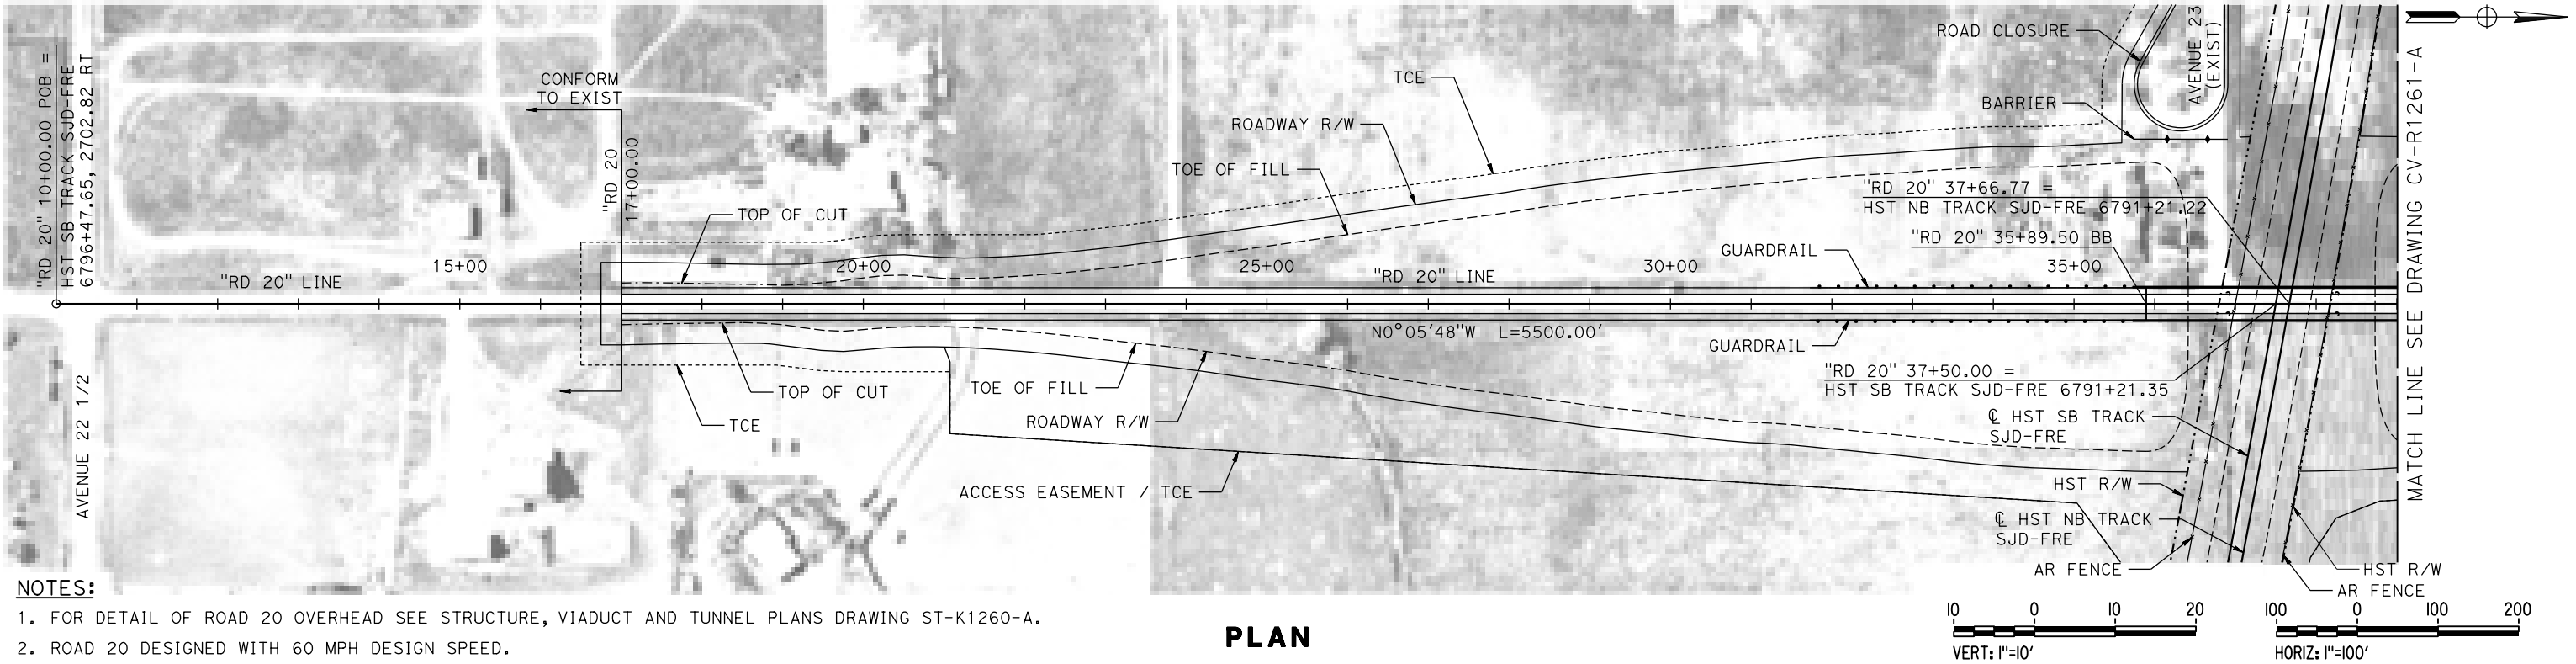 "RD 20" 10+00.00 POB =
HST SB TRACK SJD-FRE
6796+47.65, 2702.82 RT
CONFORM
TO EXIST
"RD 20
17+00.00
TOP OF CUT
"RD 20" LINE
15+00
20+00
25+00
30+00
35+00
TCE
ROADWAY R/W
TOE OF FILL
"RD 20" LINE
N0°05'48"W L=5500.00'
ROAD CLOSURE
AVENUE 23
(EXIST)
BARRIER
"RD 20" 37+66.77 =
HST NB TRACK SJD-FRE 6791+21.22
"RD 20" 35+89.50 BB
GUARDRAIL
GUARDRAIL
"RD 20" 37+50.00 =
HST SB TRACK SJD-FRE 6791+21.35
℄ HST SB TRACK
SJD-FRE
HST R/W
℄ HST NB TRACK
SJD-FRE
AR FENCE
HST R/W
AR FENCE
MATCH LINE SEE DRAWING CV-R1261-A
AVENUE 22 1/2
TOP OF CUT
TCE
TOE OF FILL
ROADWAY R/W
ACCESS EASEMENT / TCE
NOTES:
1. FOR DETAIL OF ROAD 20 OVERHEAD SEE STRUCTURE, VIADUCT AND TUNNEL PLANS DRAWING ST-K1260-A.
2. ROAD 20 DESIGNED WITH 60 MPH DESIGN SPEED.
PLAN
10 0 10 20
VERT: 1"=10'
100 0 100 200
HORIZ: 1"=100'